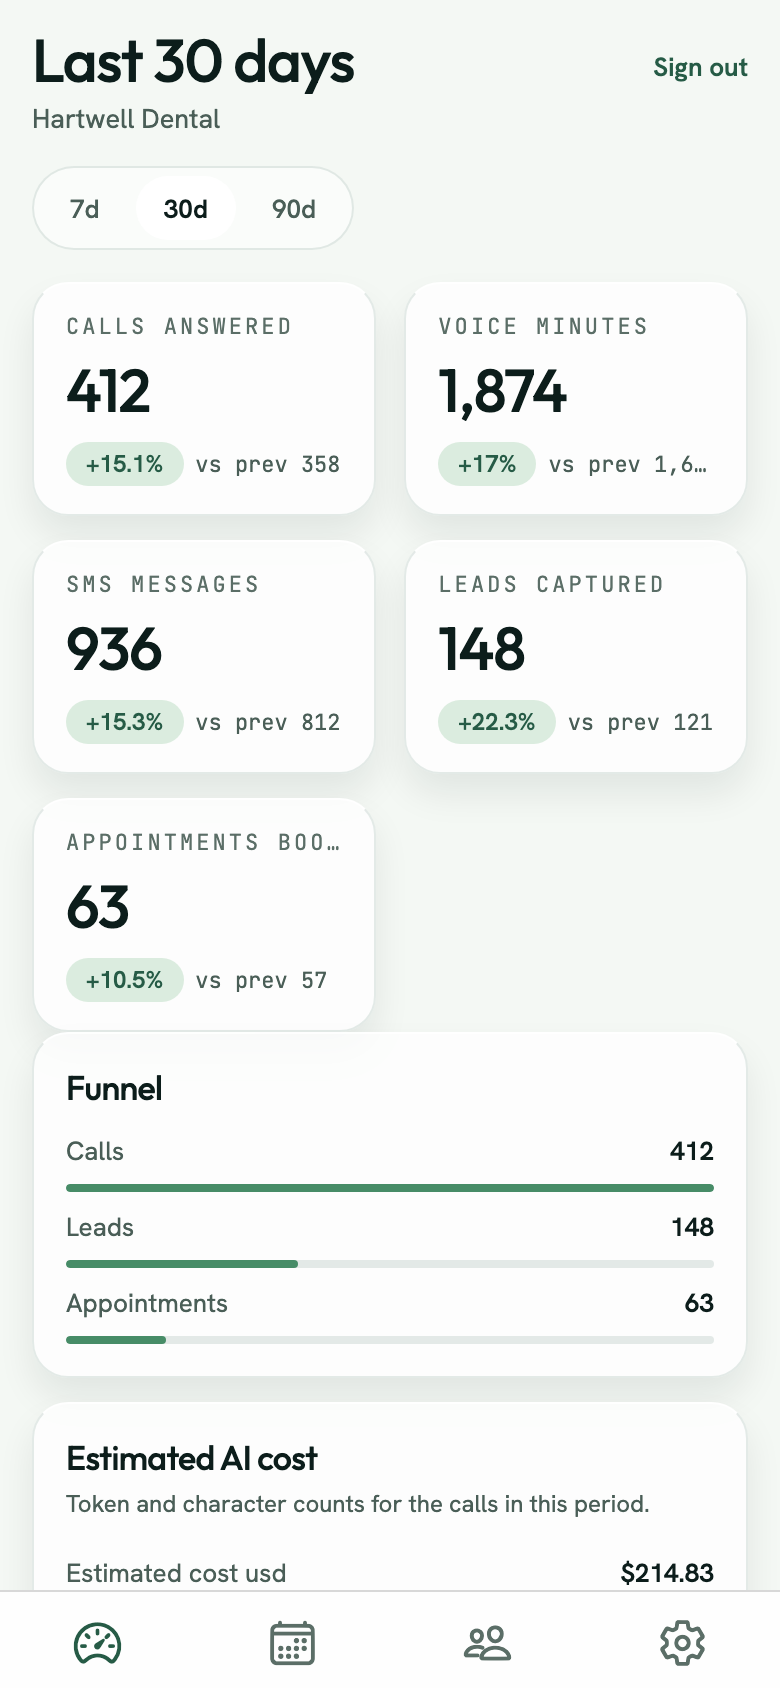 Last 30 days
Sign out
Hartwell Dental
7d 30d 90d
CALLS ANSWERED
412
+15.1% vs prev 358
VOICE MINUTES
1,874
+17% vs prev 1,6…
SMS MESSAGES
936
+15.3% vs prev 812
LEADS CAPTURED
148
+22.3% vs prev 121
APPOINTMENTS BOO…
63
+10.5% vs prev 57
Funnel
Calls 412
Leads 148
Appointments 63
Estimated AI cost
Token and character counts for the calls in this period.
Estimated cost usd $214.83